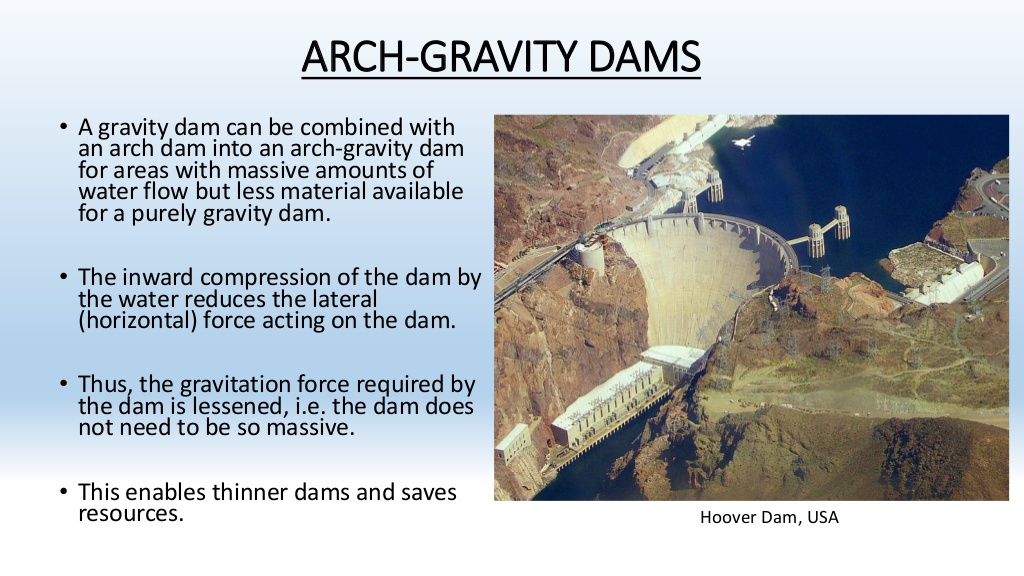 ARCH-GRAVITY DAMS
• A gravity dam can be combined with
an arch dam into an arch-gravity dam
for areas with massive amounts of
water flow but less material available
for a purely gravity dam.
• The inward compression of the dam by
the water reduces the lateral
(horizontal) force acting on the dam.
• Thus, the gravitation force required by
the dam is lessened, i.e. the dam does
not need to be so massive.
• This enables thinner dams and saves
resources.
Hoover Dam, USA